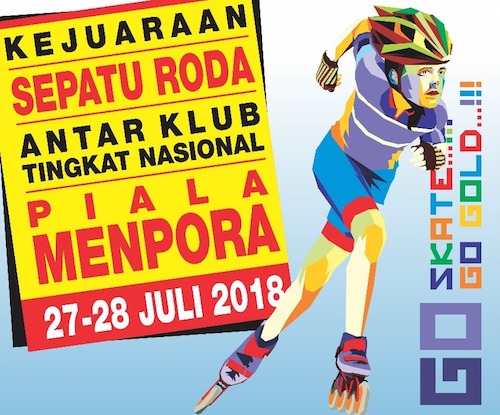 KEJUARAAN
SEPATU RODA
ANTAR KLUB
TINGKAT NASIONAL
PIALA
MENPORA
27-28 JULI 2018
GO
SKATE...!!!
GO GOLD...!!!